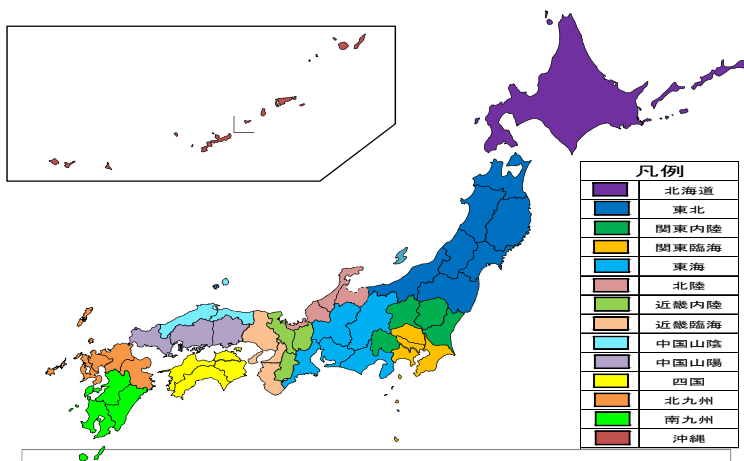 凡例
北海道
東北
関東内陸
関東臨海
東海
北陸
近畿内陸
近畿臨海
中国山陰
中国山陽
四国
北九州
南九州
沖縄